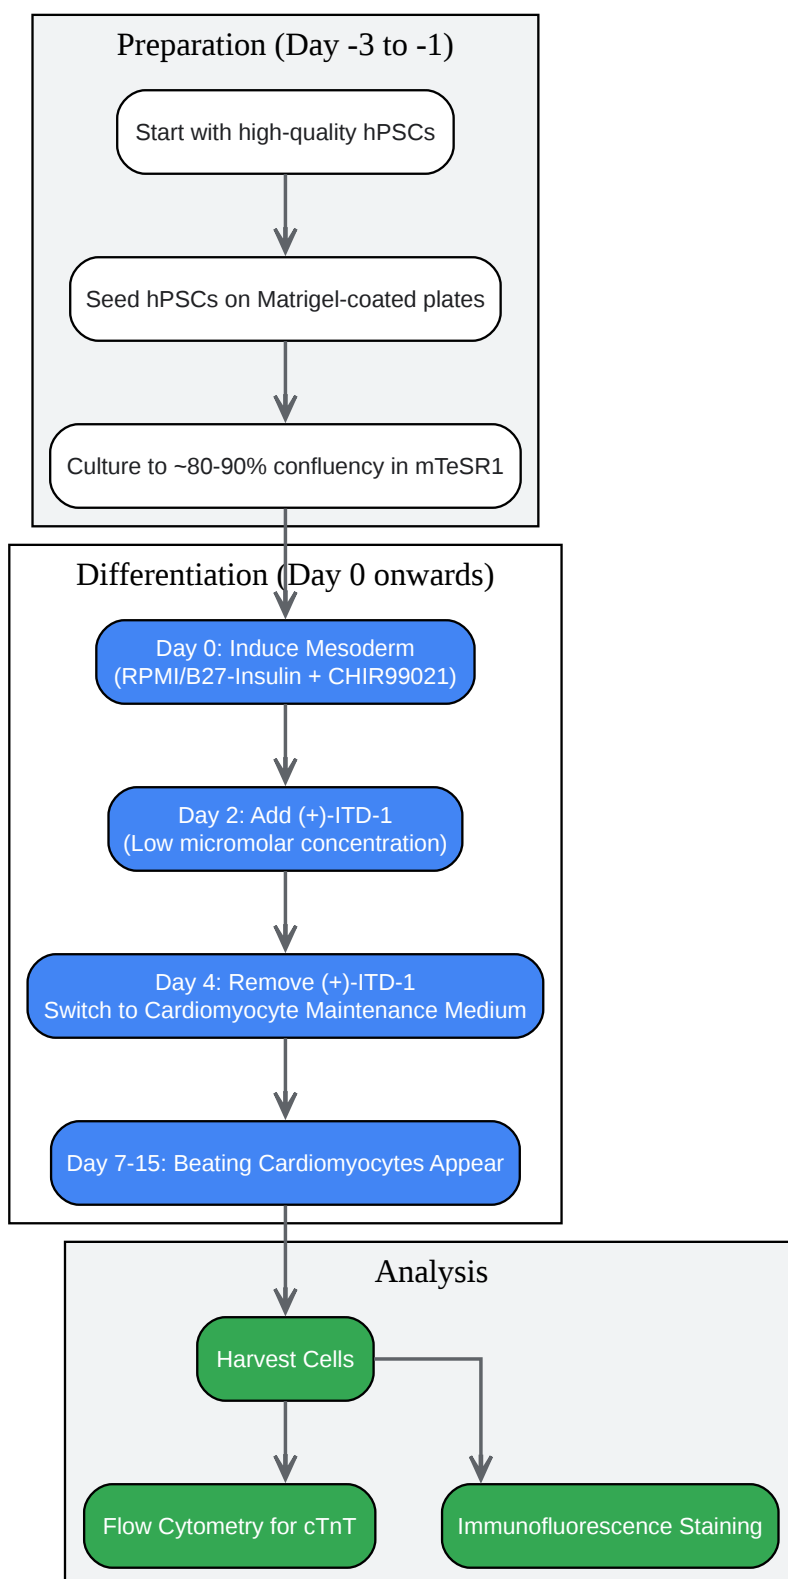 Preparation (Day -3 to -1)
Start with high-quality hPSCs
Seed hPSCs on Matrigel-coated plates
Culture to ~80-90% confluency in mTeSR1
Differentiation (Day 0 onwards)
Day 0: Induce Mesoderm
(RPMI/B27-Insulin + CHIR99021)
Day 2: Add (+)-ITD-1
(Low micromolar concentration)
Day 4: Remove (+)-ITD-1
Switch to Cardiomyocyte Maintenance Medium
Day 7-15: Beating Cardiomyocytes Appear
Analysis
Harvest Cells
Flow Cytometry for cTnT
Immunofluorescence Staining